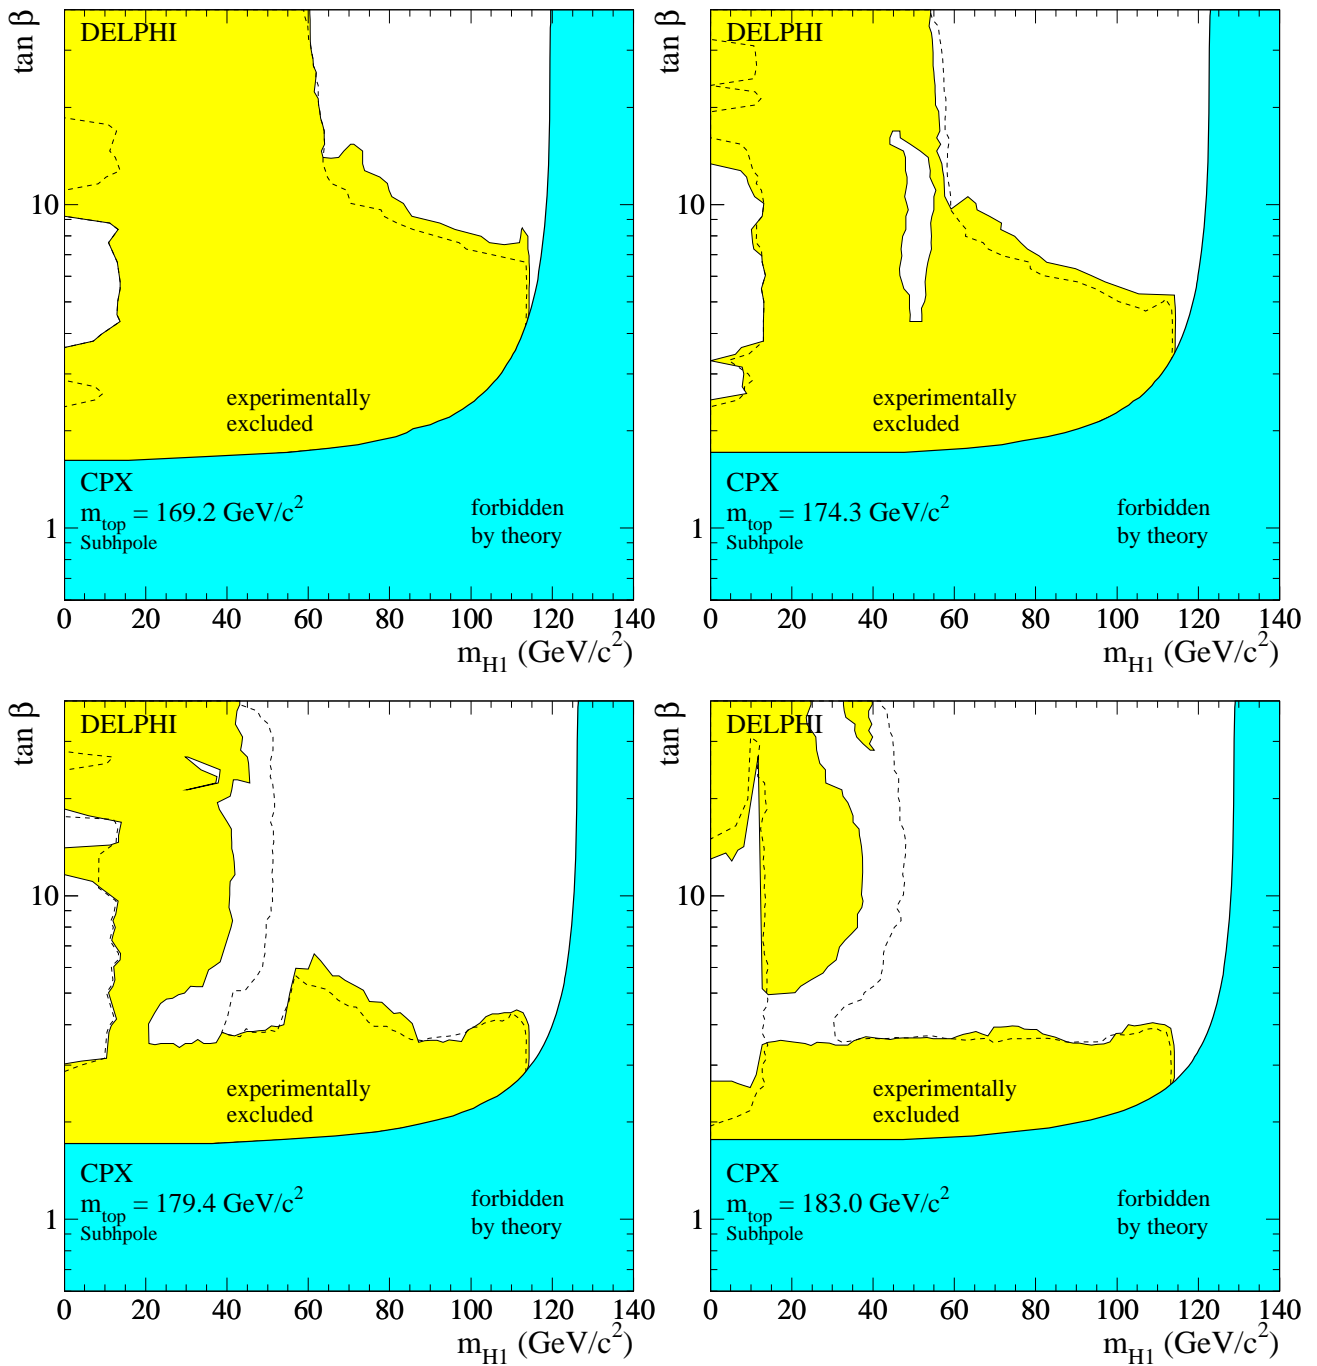 DELPHI
tan β
10
1
experimentally
excluded
CPX
m_top = 169.2 GeV/c²
Subhpole
forbidden
by theory
0 20 40 60 80 100 120 140
m_H1 (GeV/c²)
DELPHI
tan β
10
1
experimentally
excluded
CPX
m_top = 174.3 GeV/c²
Subhpole
forbidden
by theory
0 20 40 60 80 100 120 140
m_H1 (GeV/c²)
DELPHI
tan β
10
1
experimentally
excluded
CPX
m_top = 179.4 GeV/c²
Subhpole
forbidden
by theory
0 20 40 60 80 100 120 140
m_H1 (GeV/c²)
DELPHI
tan β
10
1
experimentally
excluded
CPX
m_top = 183.0 GeV/c²
Subhpole
forbidden
by theory
0 20 40 60 80 100 120 140
m_H1 (GeV/c²)